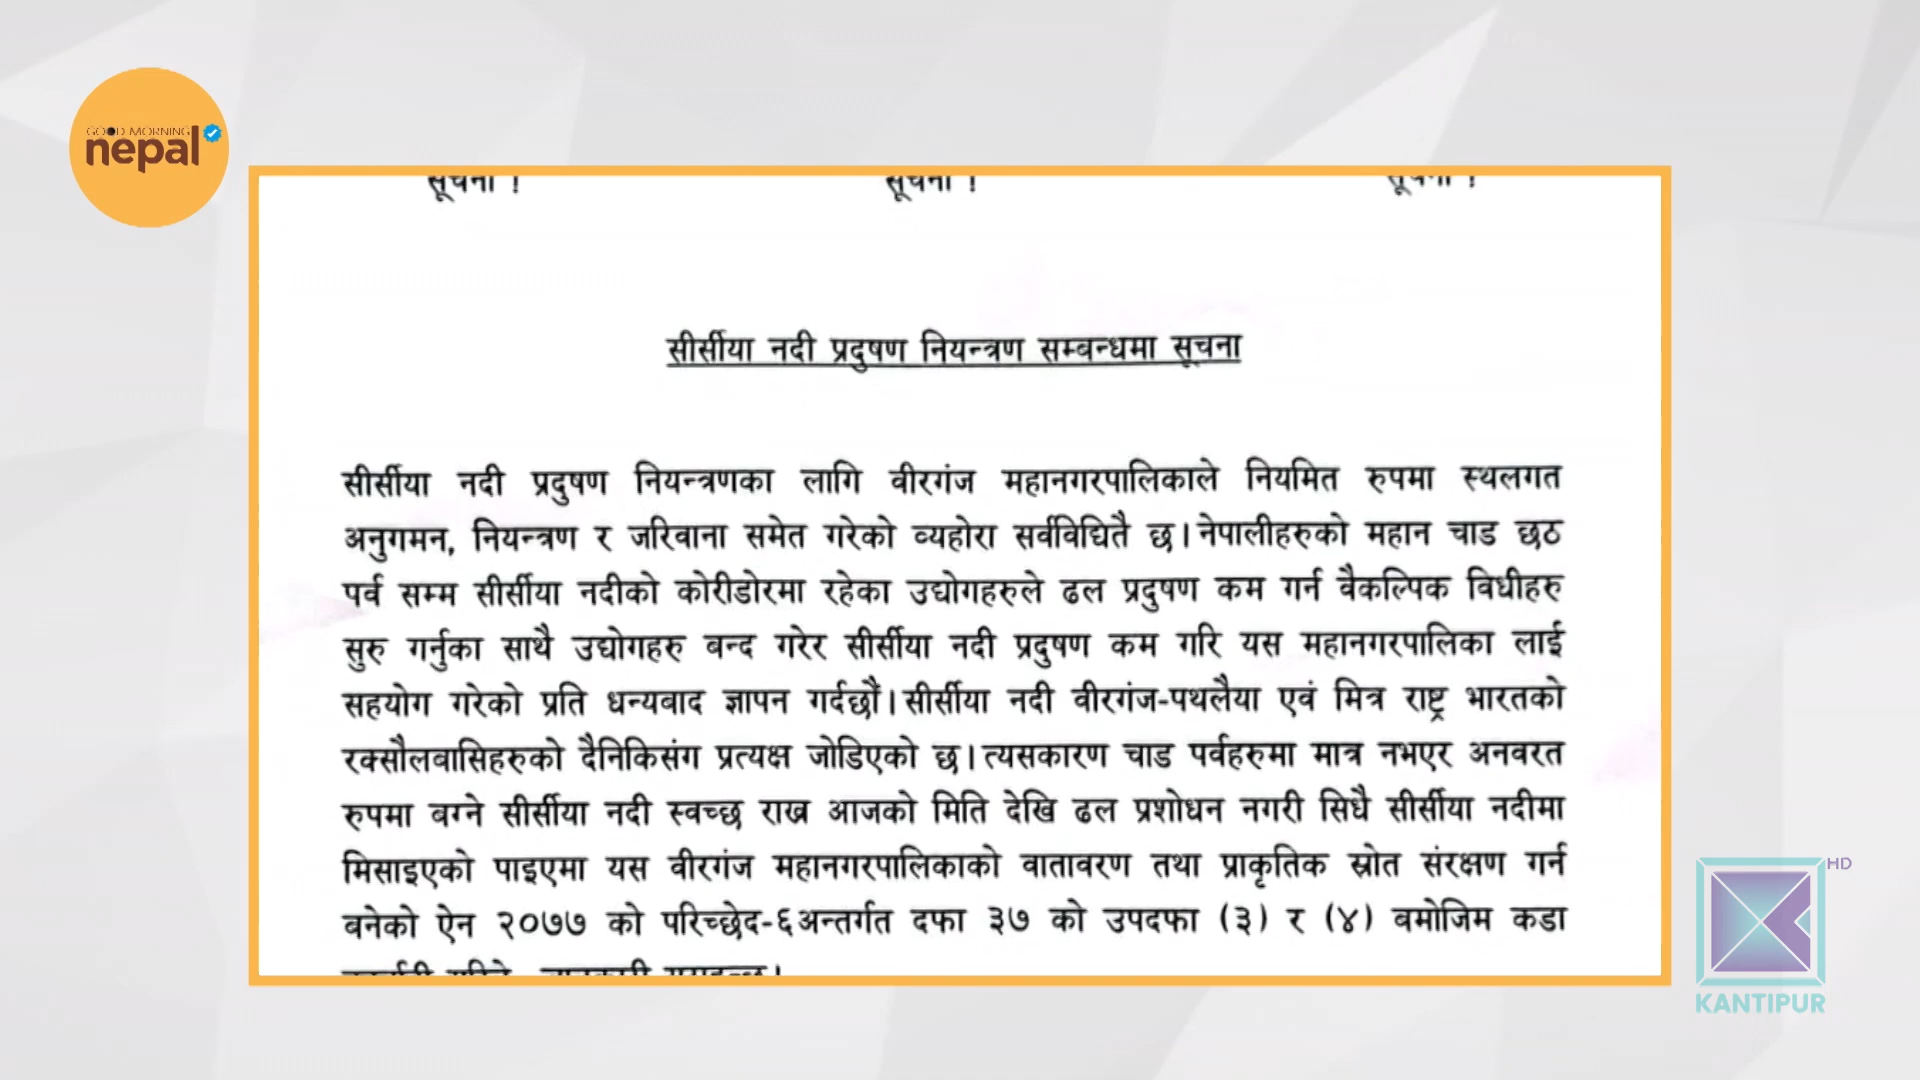 GOOD MORNING
nepal
सूचना !    सूचना !    सूचना !
सीर्सीया नदी प्रदुषण नियन्त्रण सम्बन्धमा सूचना
सीर्सीया नदी प्रदुषण नियन्त्रणका लागि वीरगंज महानगरपालिकाले नियमित रुपमा स्थलगत
अनुगमन, नियन्त्रण र जरिवाना समेत गरेको व्यहोरा सर्वविद्यितै छ। नेपालीहरुको महान चाड छठ
पर्व सम्म सीर्सीया नदीको कोरीडोरमा रहेका उद्योगहरुले ढल प्रदुषण कम गर्न वैकल्पिक विधीहरु
सुरु गर्नुका साथै उद्योगहरु बन्द गरेर सीर्सीया नदी प्रदुषण कम गरि यस महानगरपालिका लाई
सहयोग गरेको प्रति धन्यबाद ज्ञापन गर्दछौं। सीर्सीया नदी वीरगंज-पथलैया एवं मित्र राष्ट्र भारतको
रक्सौलबासिहरुको दैनिकिसंग प्रत्यक्ष जोडिएको छ। त्यसकारण चाड पर्वहरुमा मात्र नभएर अनवरत
रुपमा बग्ने सीर्सीया नदी स्वच्छ राख्न आजको मिति देखि ढल प्रशोधन नगरी सिधै सीर्सीया नदीमा
मिसाइएको पाइएमा यस वीरगंज महानगरपालिकाको वातावरण तथा प्राकृतिक स्रोत संरक्षण गर्न
बनेको ऐन २०७७ को परिच्छेद-६अन्तर्गत दफा ३७ को उपदफा (३) र (४) बमोजिम कडा
HD
KANTIPUR